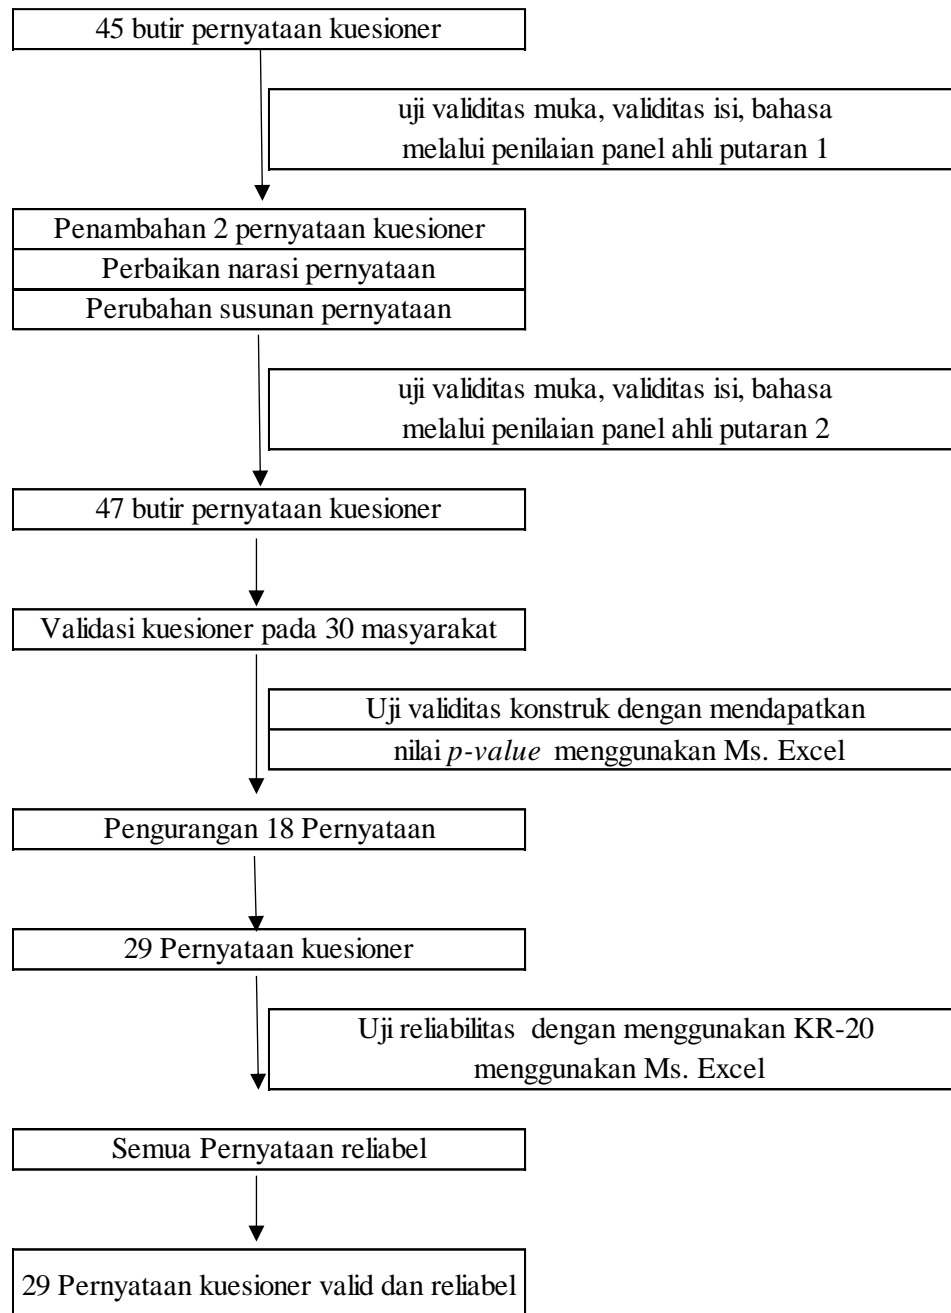 45 butir pernyataan kuesioner
uji validitas muka, validitas isi, bahasa
melalui penilaian panel ahli putaran 1
Penambahan 2 pernyataan kuesioner
Perbaikan narasi pernyataan
Perubahan susunan pernyataan
uji validitas muka, validitas isi, bahasa
melalui penilaian panel ahli putaran 2
47 butir pernyataan kuesioner
Validasi kuesioner pada 30 masyarakat
Uji validitas konstruk dengan mendapatkan
nilai p-value menggunakan Ms. Excel
Pengurangan 18 Pernyataan
29 Pernyataan kuesioner
Uji reliabilitas dengan menggunakan KR-20
menggunakan Ms. Excel
Semua Pernyataan reliabel
29 Pernyataan kuesioner valid dan reliabel